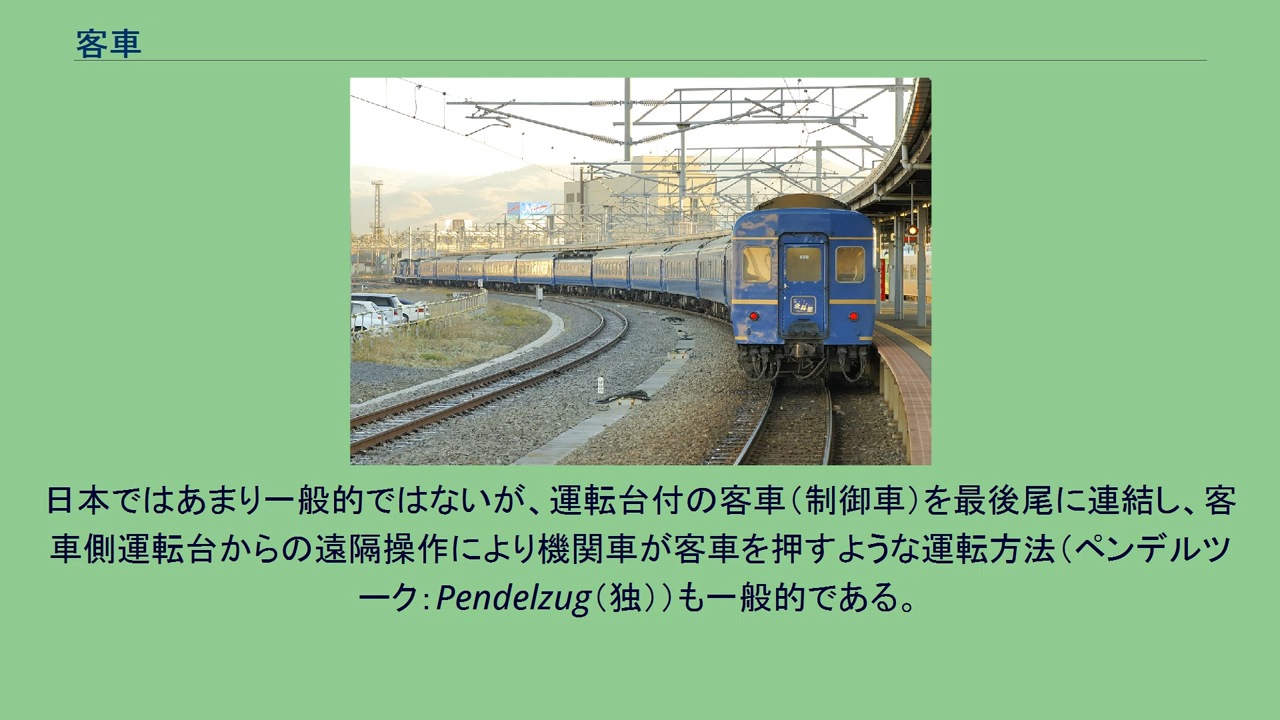 客車
日本ではあまり一般的ではないが、運転台付の客車（制御車）を最後尾に連結し、客
車側運転台からの遠隔操作により機関車が客車を押すような運転方法（ペンデルツ
ーク：Pendelzug（独））も一般的である。